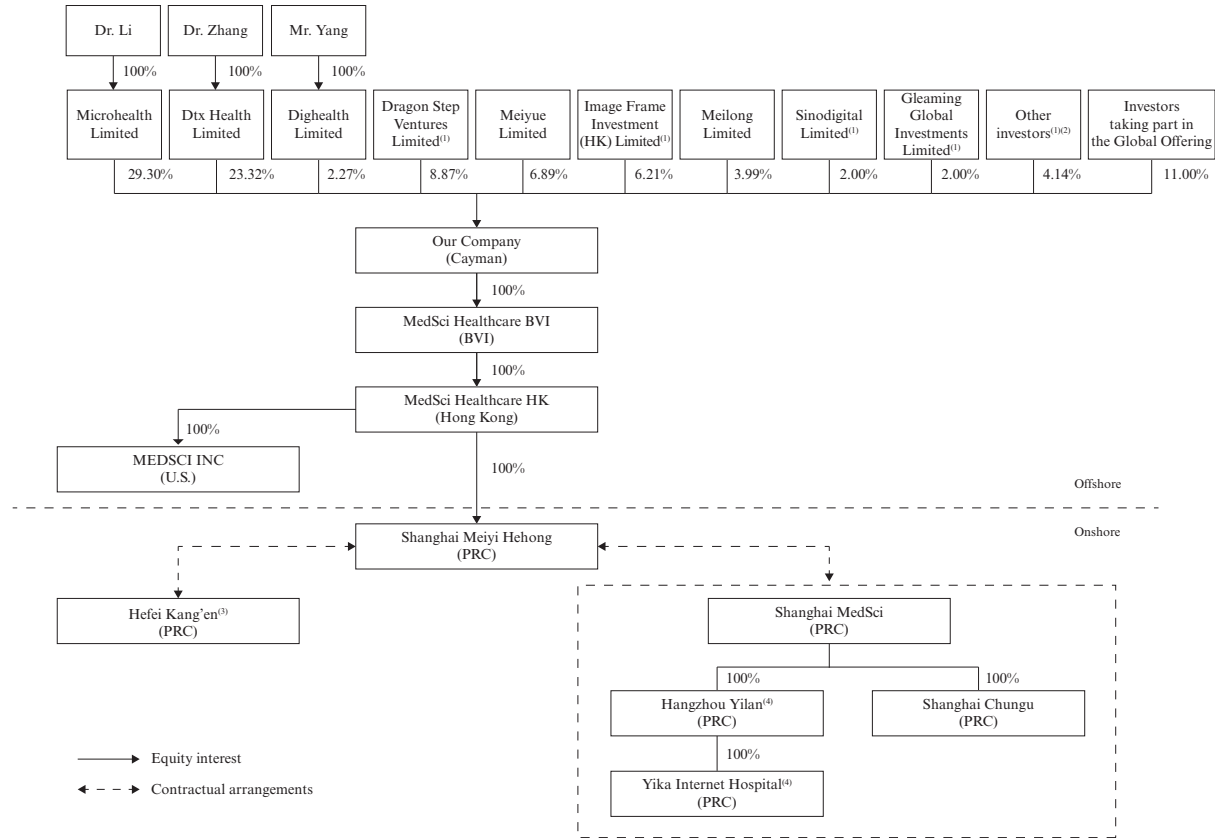 Dr. Li
Dr. Zhang
Mr. Yang
100%
100%
100%
Microhealth
Limited
Dtx Health
Limited
Dighealth
Limited
Dragon Step
Ventures
Limited(1)
Meiyue
Limited
Image Frame
Investment
(HK) Limited(1)
Meilong
Limited
Sinodigital
Limited(1)
Gleaming
Global
Investments
Limited(1)
Other
investors(1)(2)
Investors
taking part in
the Global Offering
29.30%
23.32%
2.27%
8.87%
6.89%
6.21%
3.99%
2.00%
2.00%
4.14%
11.00%
Our Company
(Cayman)
100%
MedSci Healthcare BVI
(BVI)
100%
MedSci Healthcare HK
(Hong Kong)
100%
MEDSCI INC
(U.S.)
100%
Offshore
Onshore
Shanghai Meiyi Hehong
(PRC)
Hefei Kang’en(3)
(PRC)
Shanghai MedSci
(PRC)
100%
100%
Hangzhou Yilan(4)
(PRC)
Shanghai Chungu
(PRC)
100%
Yika Internet Hospital(4)
(PRC)
Equity interest
Contractual arrangements